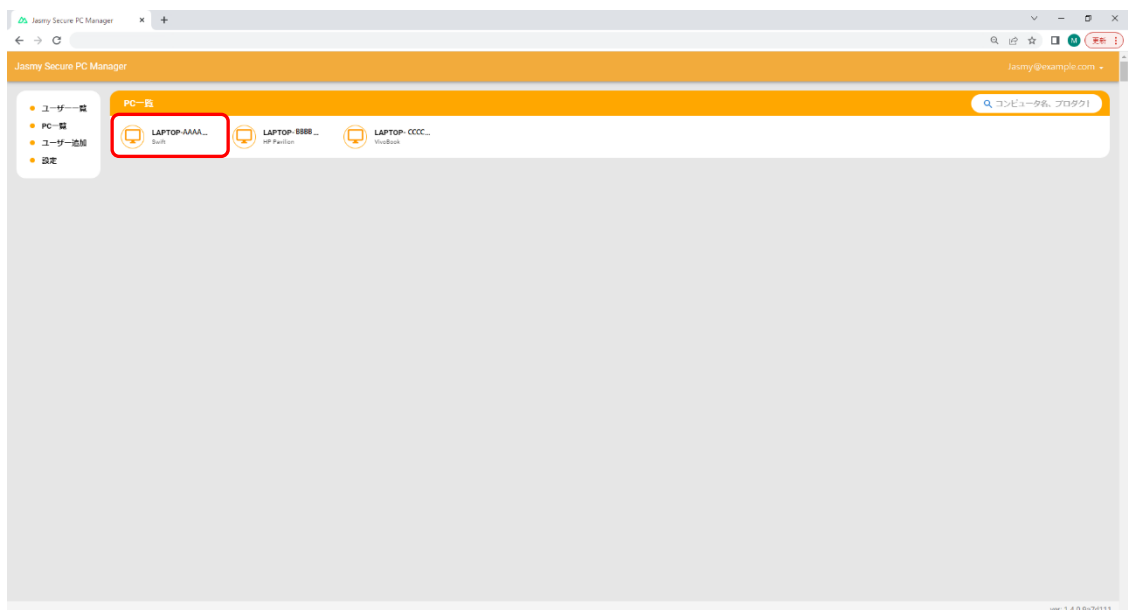 Jasmy Secure PC Manager
更新
Jasmy Secure PC Manager
Jasmy@example.com
ユーザー一覧
PC一覧
ユーザー追加
設定
PC一覧
コンピュータ名、プロダクト
LAPTOP-AAAA...
Swift
LAPTOP-BBBB...
HP Pavilion
LAPTOP- CCCC...
VivoBook
M